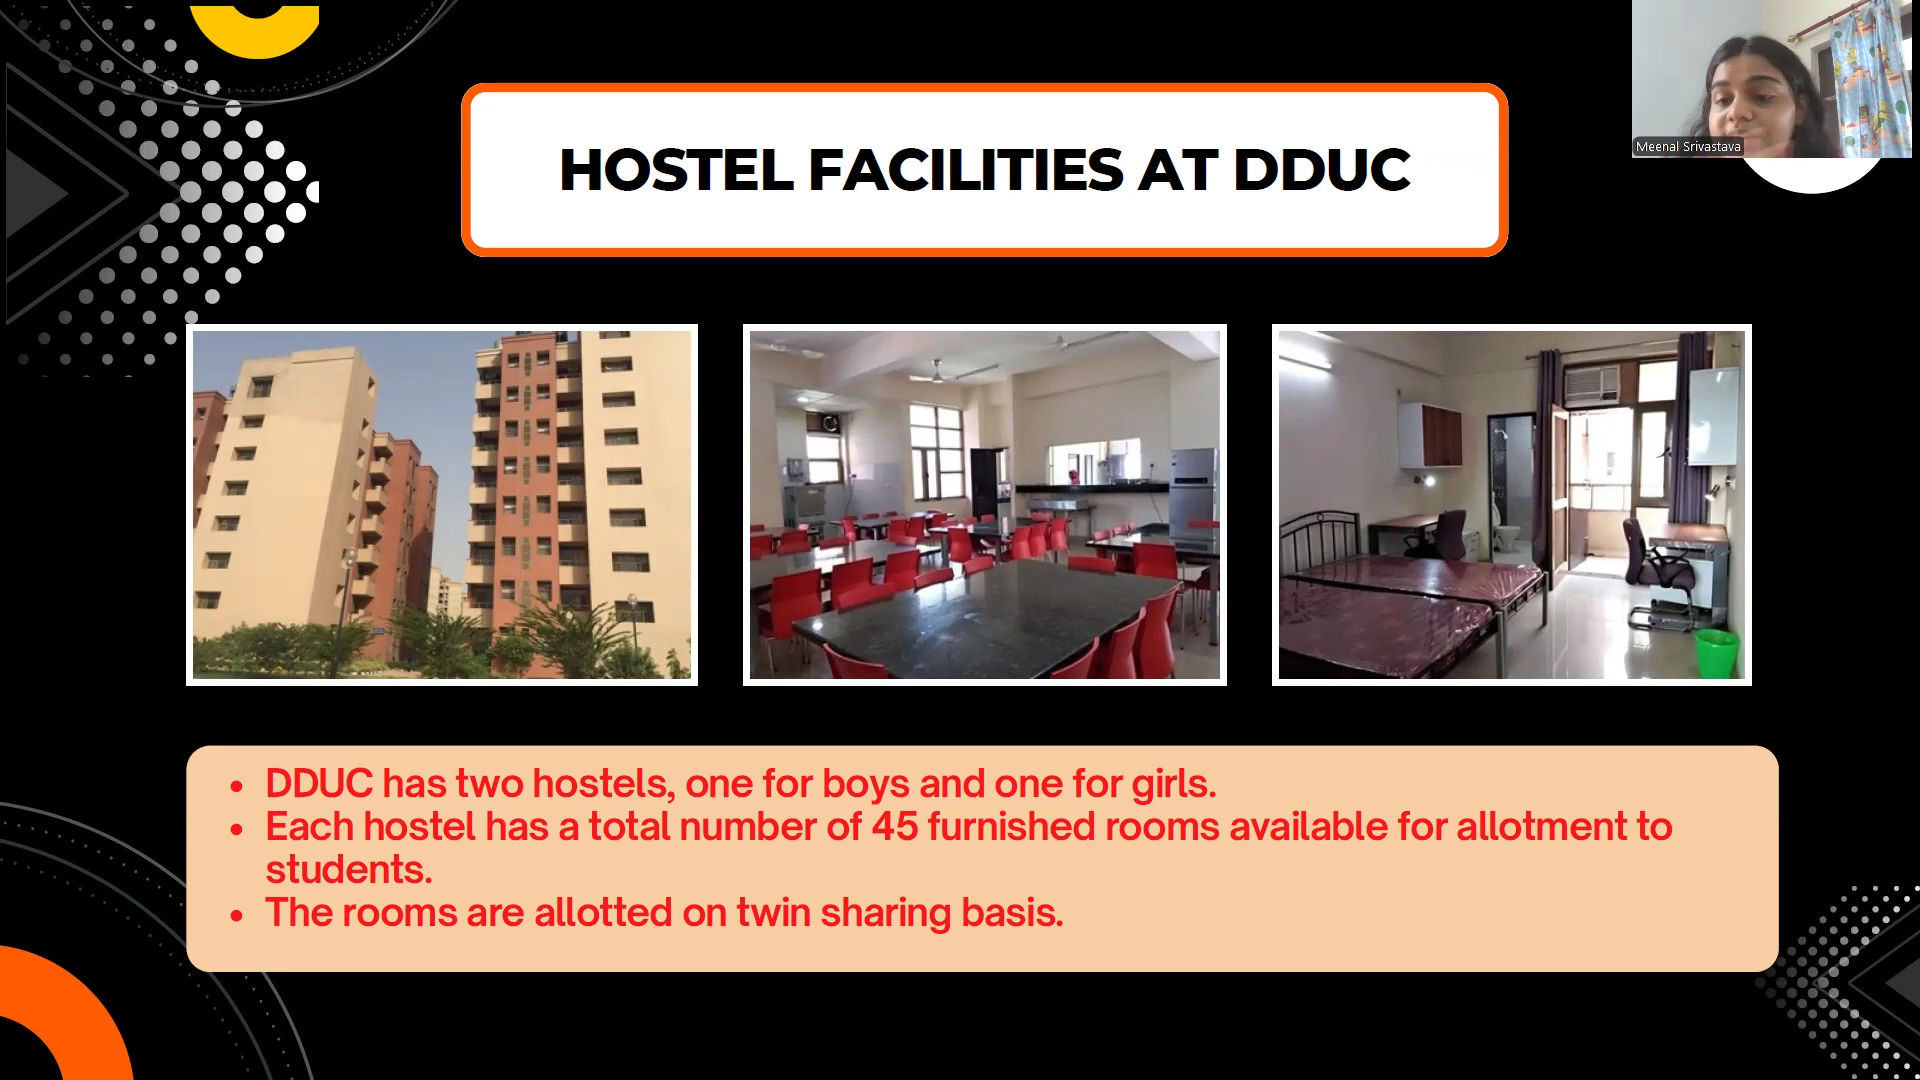 HOSTEL FACILITIES AT DDUC
Meenal Srivastava
• DDUC has two hostels, one for boys and one for girls.
• Each hostel has a total number of 45 furnished rooms available for allotment to
students.
• The rooms are allotted on twin sharing basis.